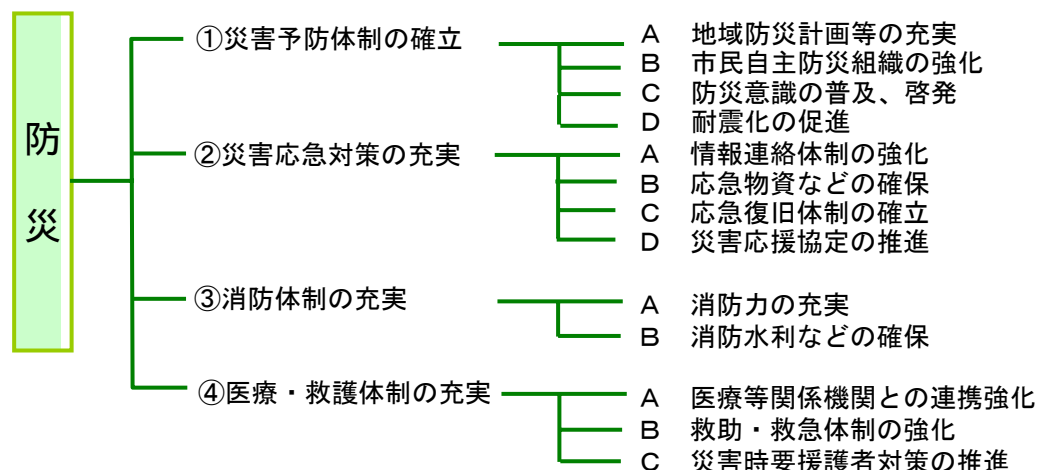 防災
①災害予防体制の確立
A 地域防災計画等の充実
B 市民自主防災組織の強化
C 防災意識の普及、啓発
D 耐震化の促進
②災害応急対策の充実
A 情報連絡体制の強化
B 応急物資などの確保
C 応急復旧体制の確立
D 災害応援協定の推進
③消防体制の充実
A 消防力の充実
B 消防水利などの確保
④医療・救護体制の充実
A 医療等関係機関との連携強化
B 救助・救急体制の強化
C 災害時要援護者対策の推進